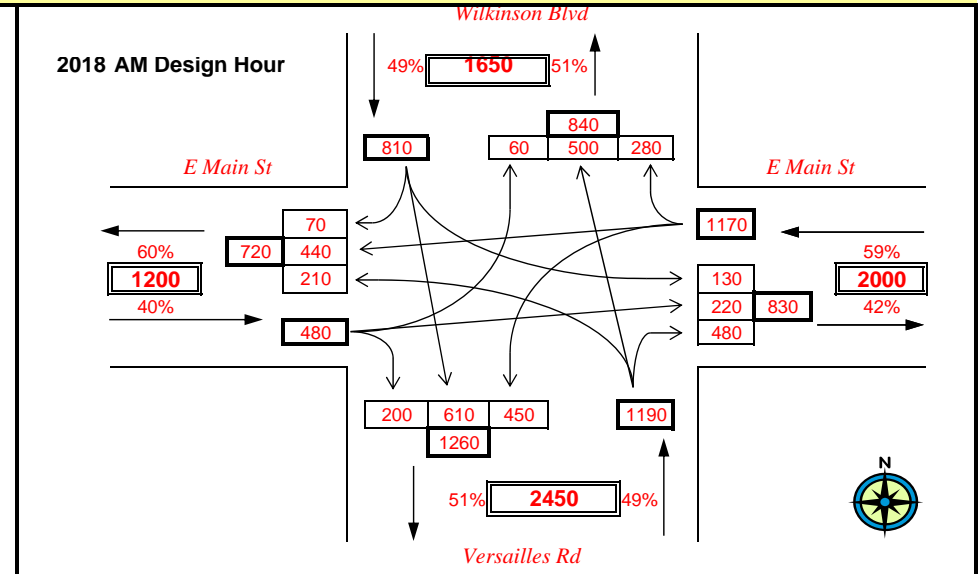 Wilkinson Blvd
2018 AM Design Hour
49% 1650 51%
840
810 60 500 280
E Main St E Main St
70 1170
720 440
60% 59%
210 130
1200 2000
220 830
40% 42%
480 480
200 610 450 1190
1260
51% 2450 49%
N
Versailles Rd